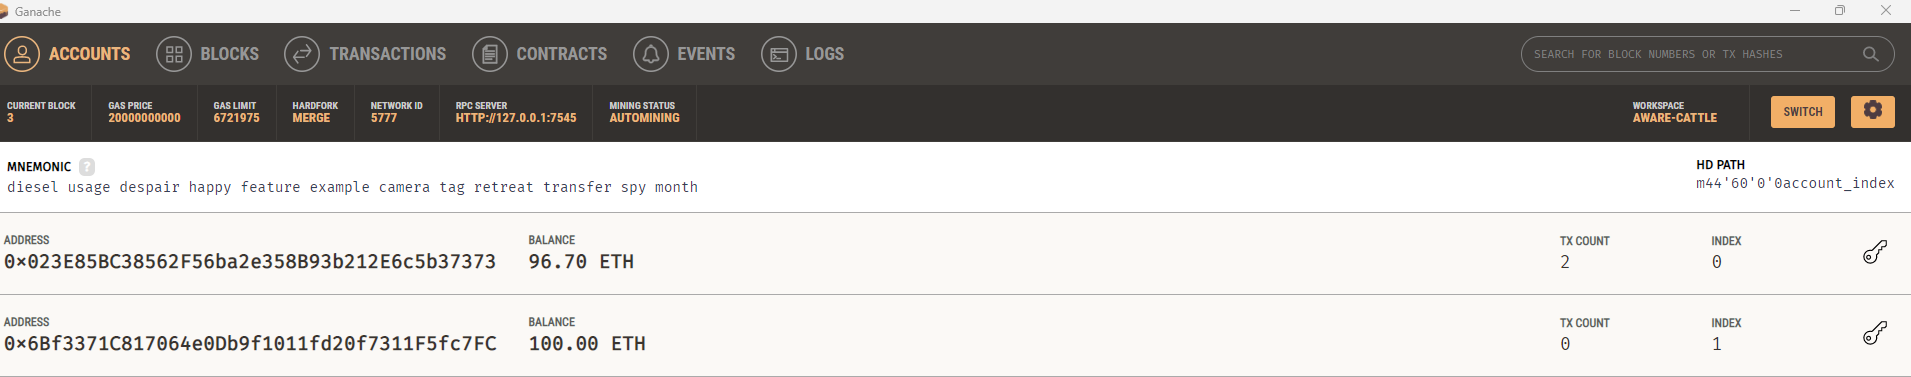 Ganache
ACCOUNTS BLOCKS TRANSACTIONS CONTRACTS EVENTS LOGS SEARCH FOR BLOCK NUMBERS OR TX HASHES
CURRENT BLOCK GAS PRICE GAS LIMIT HARDFORK NETWORK ID RPC SERVER MINING STATUS WORKSPACE
3 20000000000 6721975 MERGE 5777 HTTP://127.0.0.1:7545 AUTOMINING AWARE-CATTLE SWITCH
MNEMONIC ? HD PATH
diesel usage despair happy feature example camera tag retreat transfer spy month m44'60'0'0account_index
ADDRESS BALANCE TX COUNT INDEX
0×023E85BC38562F56ba2e358B93b212E6c5b37373 96.70 ETH 2 0
ADDRESS BALANCE TX COUNT INDEX
0×6Bf3371C817064e0Db9f1011fd20f7311F5fc7FC 100.00 ETH 0 1